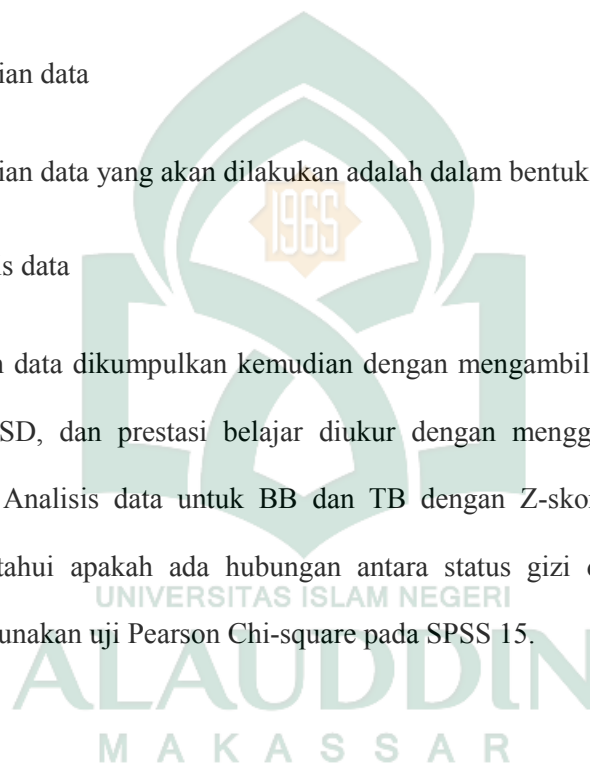 ian data
ian data yang akan dilakukan adalah dalam bentuk
1965
is data
n data dikumpulkan kemudian dengan mengambil
SD, dan prestasi belajar diukur dengan mengg
Analisis data untuk BB dan TB dengan Z-sko
tahui apakah ada hubungan antara status gizi
UNIVERSITAS ISLAM NEGERI
unakan uji Pearson Chi-square pada SPSS 15.
ALAUDDIN
MAKASSAR